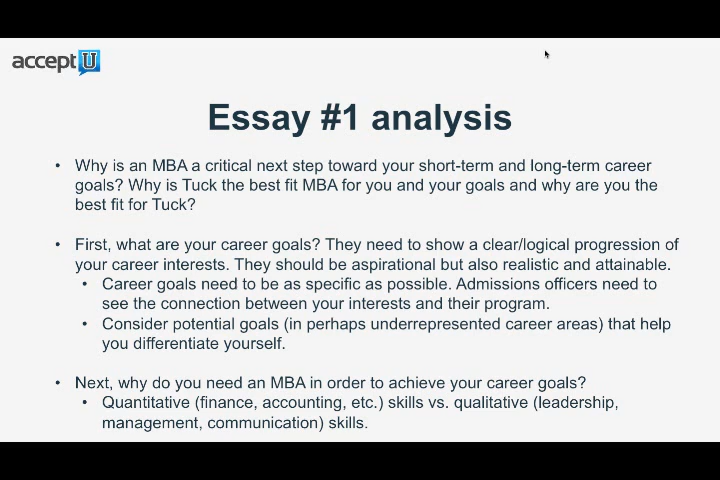 acceptU
Essay #1 analysis
• Why is an MBA a critical next step toward your short-term and long-term career
goals? Why is Tuck the best fit MBA for you and your goals and why are you the
best fit for Tuck?
• First, what are your career goals? They need to show a clear/logical progression of
your career interests. They should be aspirational but also realistic and attainable.
• Career goals need to be as specific as possible. Admissions officers need to
see the connection between your interests and their program.
• Consider potential goals (in perhaps underrepresented career areas) that help
you differentiate yourself.
• Next, why do you need an MBA in order to achieve your career goals?
• Quantitative (finance, accounting, etc.) skills vs. qualitative (leadership,
management, communication) skills.